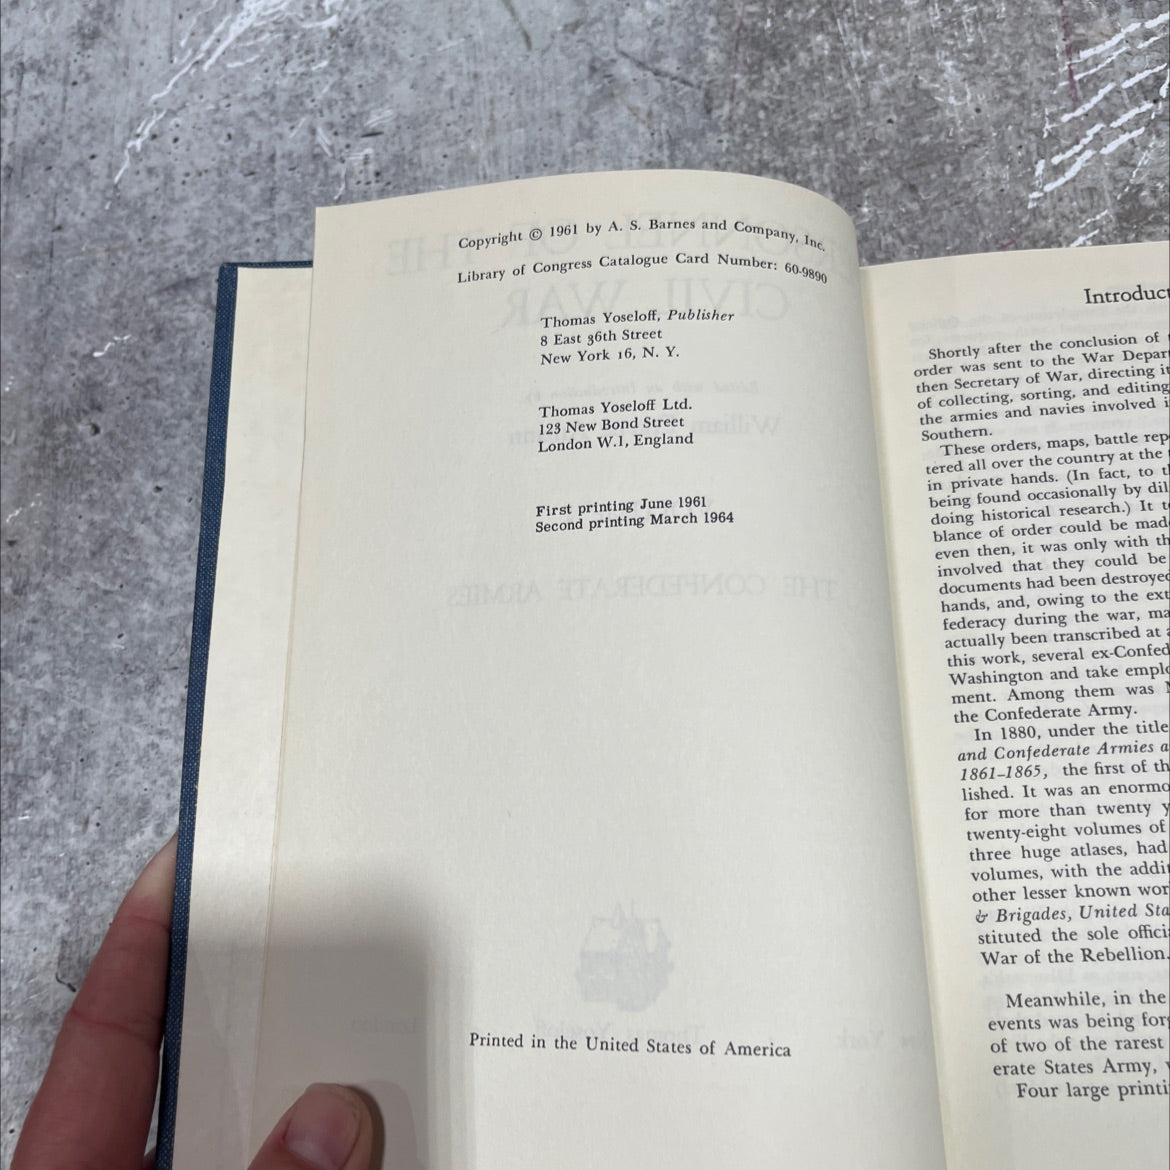 Copyright © 1961 by A. S. Barnes and Company, Inc.
Library of Congress Catalogue Card Number: 60-9890
Thomas Yoseloff, Publisher
8 East 36th Street
New York 16, N. Y.
Thomas Yoseloff Ltd.
123 New Bond Street
London W.1, England
First printing June 1961
Second printing March 1964
THE CONFEDERATE ARMIES
Printed in the United States of America
Introduct
Shortly after the conclusion of
order was sent to the War Depar
then Secretary of War, directing it
of collecting, sorting, and editing
the armies and navies involved i
Southern.
These orders, maps, battle rep
tered all over the country at the
in private hands. (In fact, to t
being found occasionally by dil
doing historical research.) It t
blance of order could be mad
even then, it was only with th
involved that they could be
documents had been destroyed
hands, and, owing to the ext
federacy during the war, ma
actually been transcribed at a
this work, several ex-Confed
Washington and take emplo
ment. Among them was
the Confederate Army.
In 1880, under the title
and Confederate Armies a
1861–1865, the first of th
lished. It was an enormo
for more than twenty y
twenty-eight volumes of
three huge atlases, had
volumes, with the addit
other lesser known wor
& Brigades, United Sta
stituted the sole offici
War of the Rebellion.
Meanwhile, in the
events was being forg
of two of the rarest
erate States Army,
Four large printi